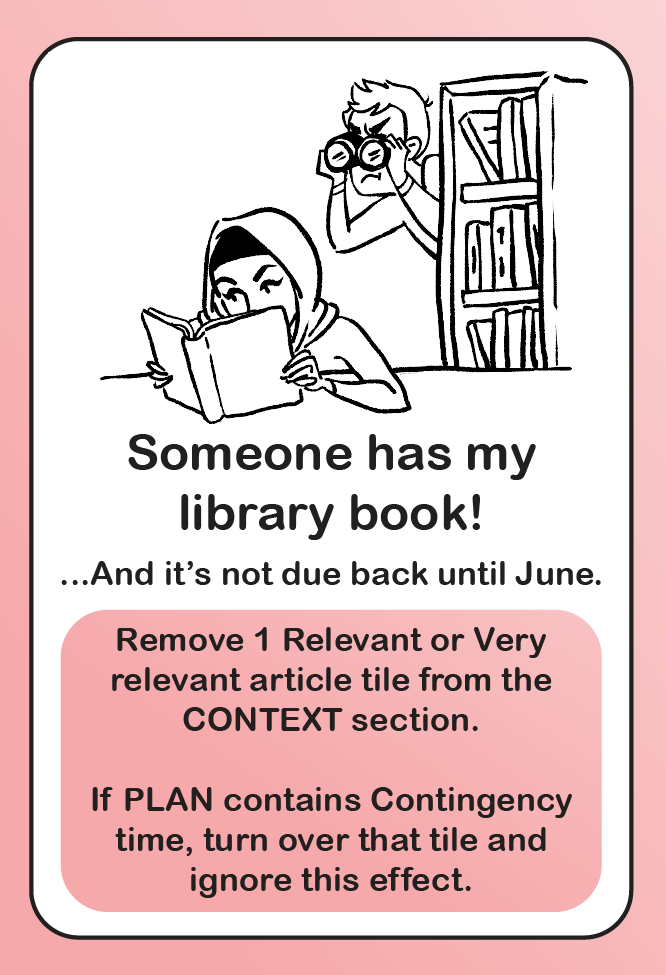 Someone has my
library book!
...And it's not due back until June.
Remove 1 Relevant or Very
relevant article tile from the
CONTEXT section.
If PLAN contains Contingency
time, turn over that tile and
ignore this effect.